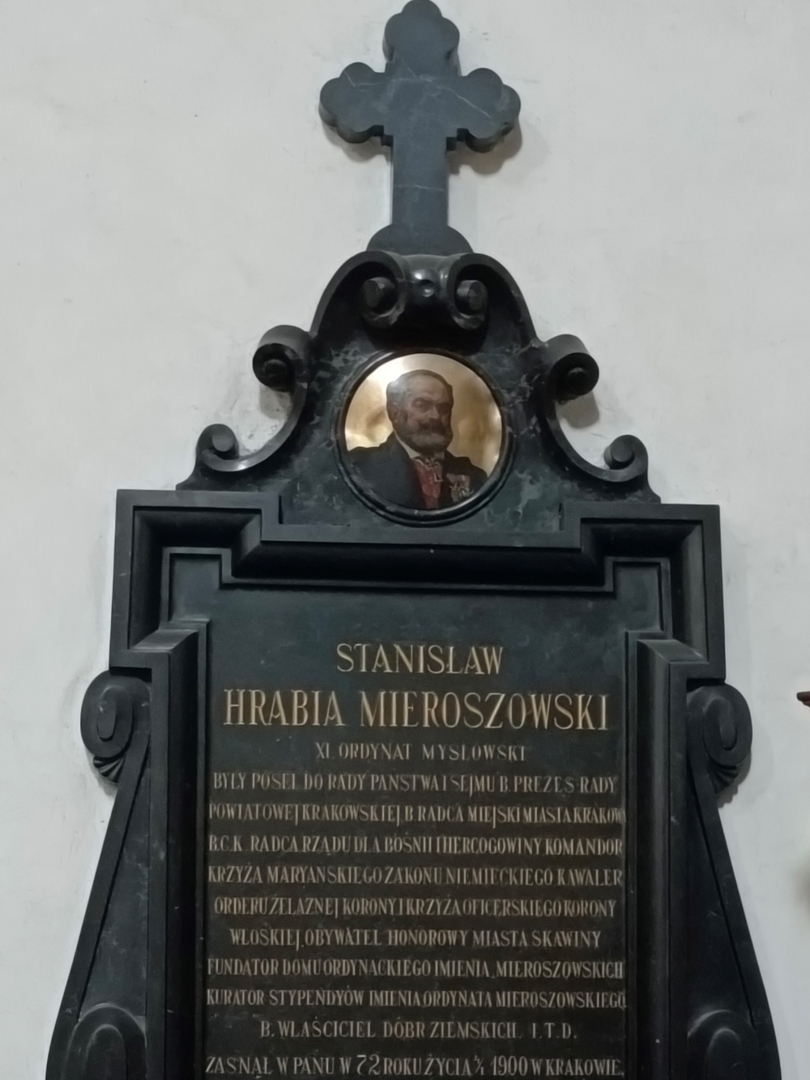 STANISŁAW
HRABIA MIEROSZOWSKI
XI. ORDYNAT MYSŁOWSKI
BYŁY POSEŁ DO RADY PAŃSTWA I SEJMU B. PREZES RADY
POWIATOWEJ KRAKOWSKIEJ, B. RADCA MIEJSKI MIASTA KRAKÓW
B.C.K. RADCA RZĄDU DLA BOŚNII I HERCOGOWINY KOMANDOR
KRZYŻA MARYAŃSKIEGO ZAKONU NIEMIECKIEGO KAWALER
ORDERU ŻELAZNEJ KORONY I KRZYŻA OFICERSKIEGO KORONY
WŁOSKIEJ, OBYWATEL HONOROWY MIASTA SKAWINY
FUNDATOR DOMU ORDYNACKIEGO IMIENIA MIEROSZOWSKICH
KURATOR STYPENDYÓW IMIENIA ORDYNATA MIEROSZOWSKIEGO
B. WŁAŚCICIEL DÓBR ZIEMSKICH. I.T.D.
ZASNĄŁ W PANU W 72 ROKU ŻYCIA 1900 W KRAKOWIE,